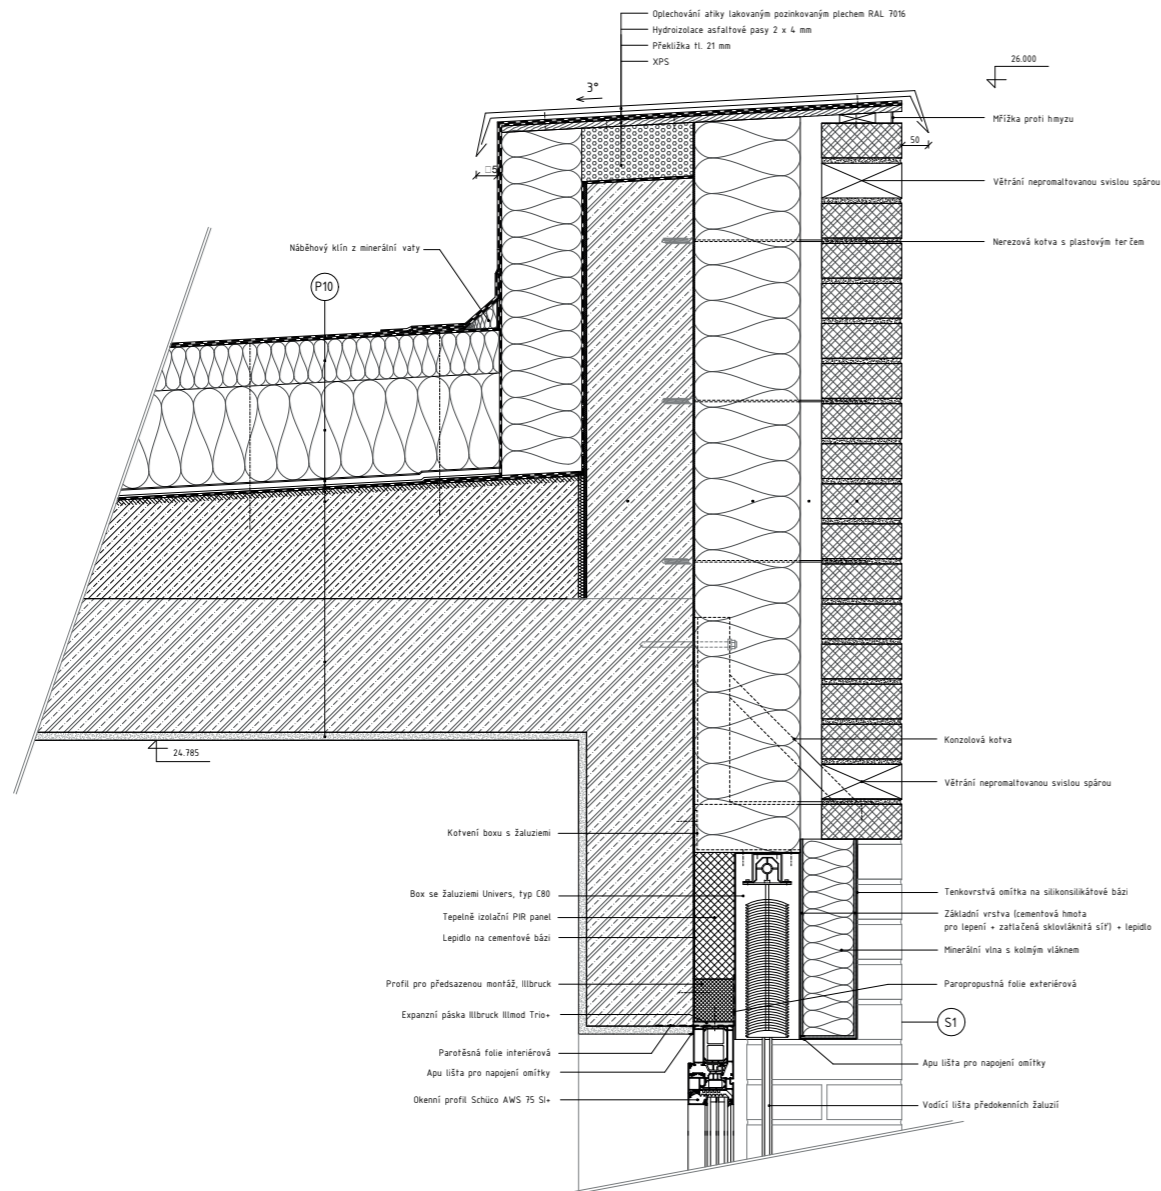 Oplechování atiky lakovaným pozinkovaným plechem RAL 7016
Hydroizolace asfaltové pasy 2 x 4 mm
Překližka tl. 21 mm
XPS
26.000
3°
Mřížka proti hmyzu
50
Větrání nepromaltovanou svislou spárou
Náběhový klín z minerální vaty
Nerezová kotva s plastovým terčem
P10
24.785
Konzolová kotva
Větrání nepromaltovanou svislou spárou
Kotvení boxu s žaluziemi
Box se žaluziemi Univers, typ C80
Tepelně izolační PIR panel
Lepidlo na cementové bázi
Profil pro předsazenou montáž, Illbruck
Expanzní páska Illbruck Illmod Trio+
Parotěsná folie interiérová
Apu lišta pro napojení omítky
Okenní profil Schüco AWS 75 SI+
Tenkovrstvá omítka na silikonsilikátové bázi
Základní vrstva (cementová hmota
pro lepení + zatlačená sklovláknitá síť) + lepidlo
Minerální vlna s kolmým vláknem
Paropropustná folie exteriérová
S1
Apu lišta pro napojení omítky
Vodící lišta předokenních žaluzií